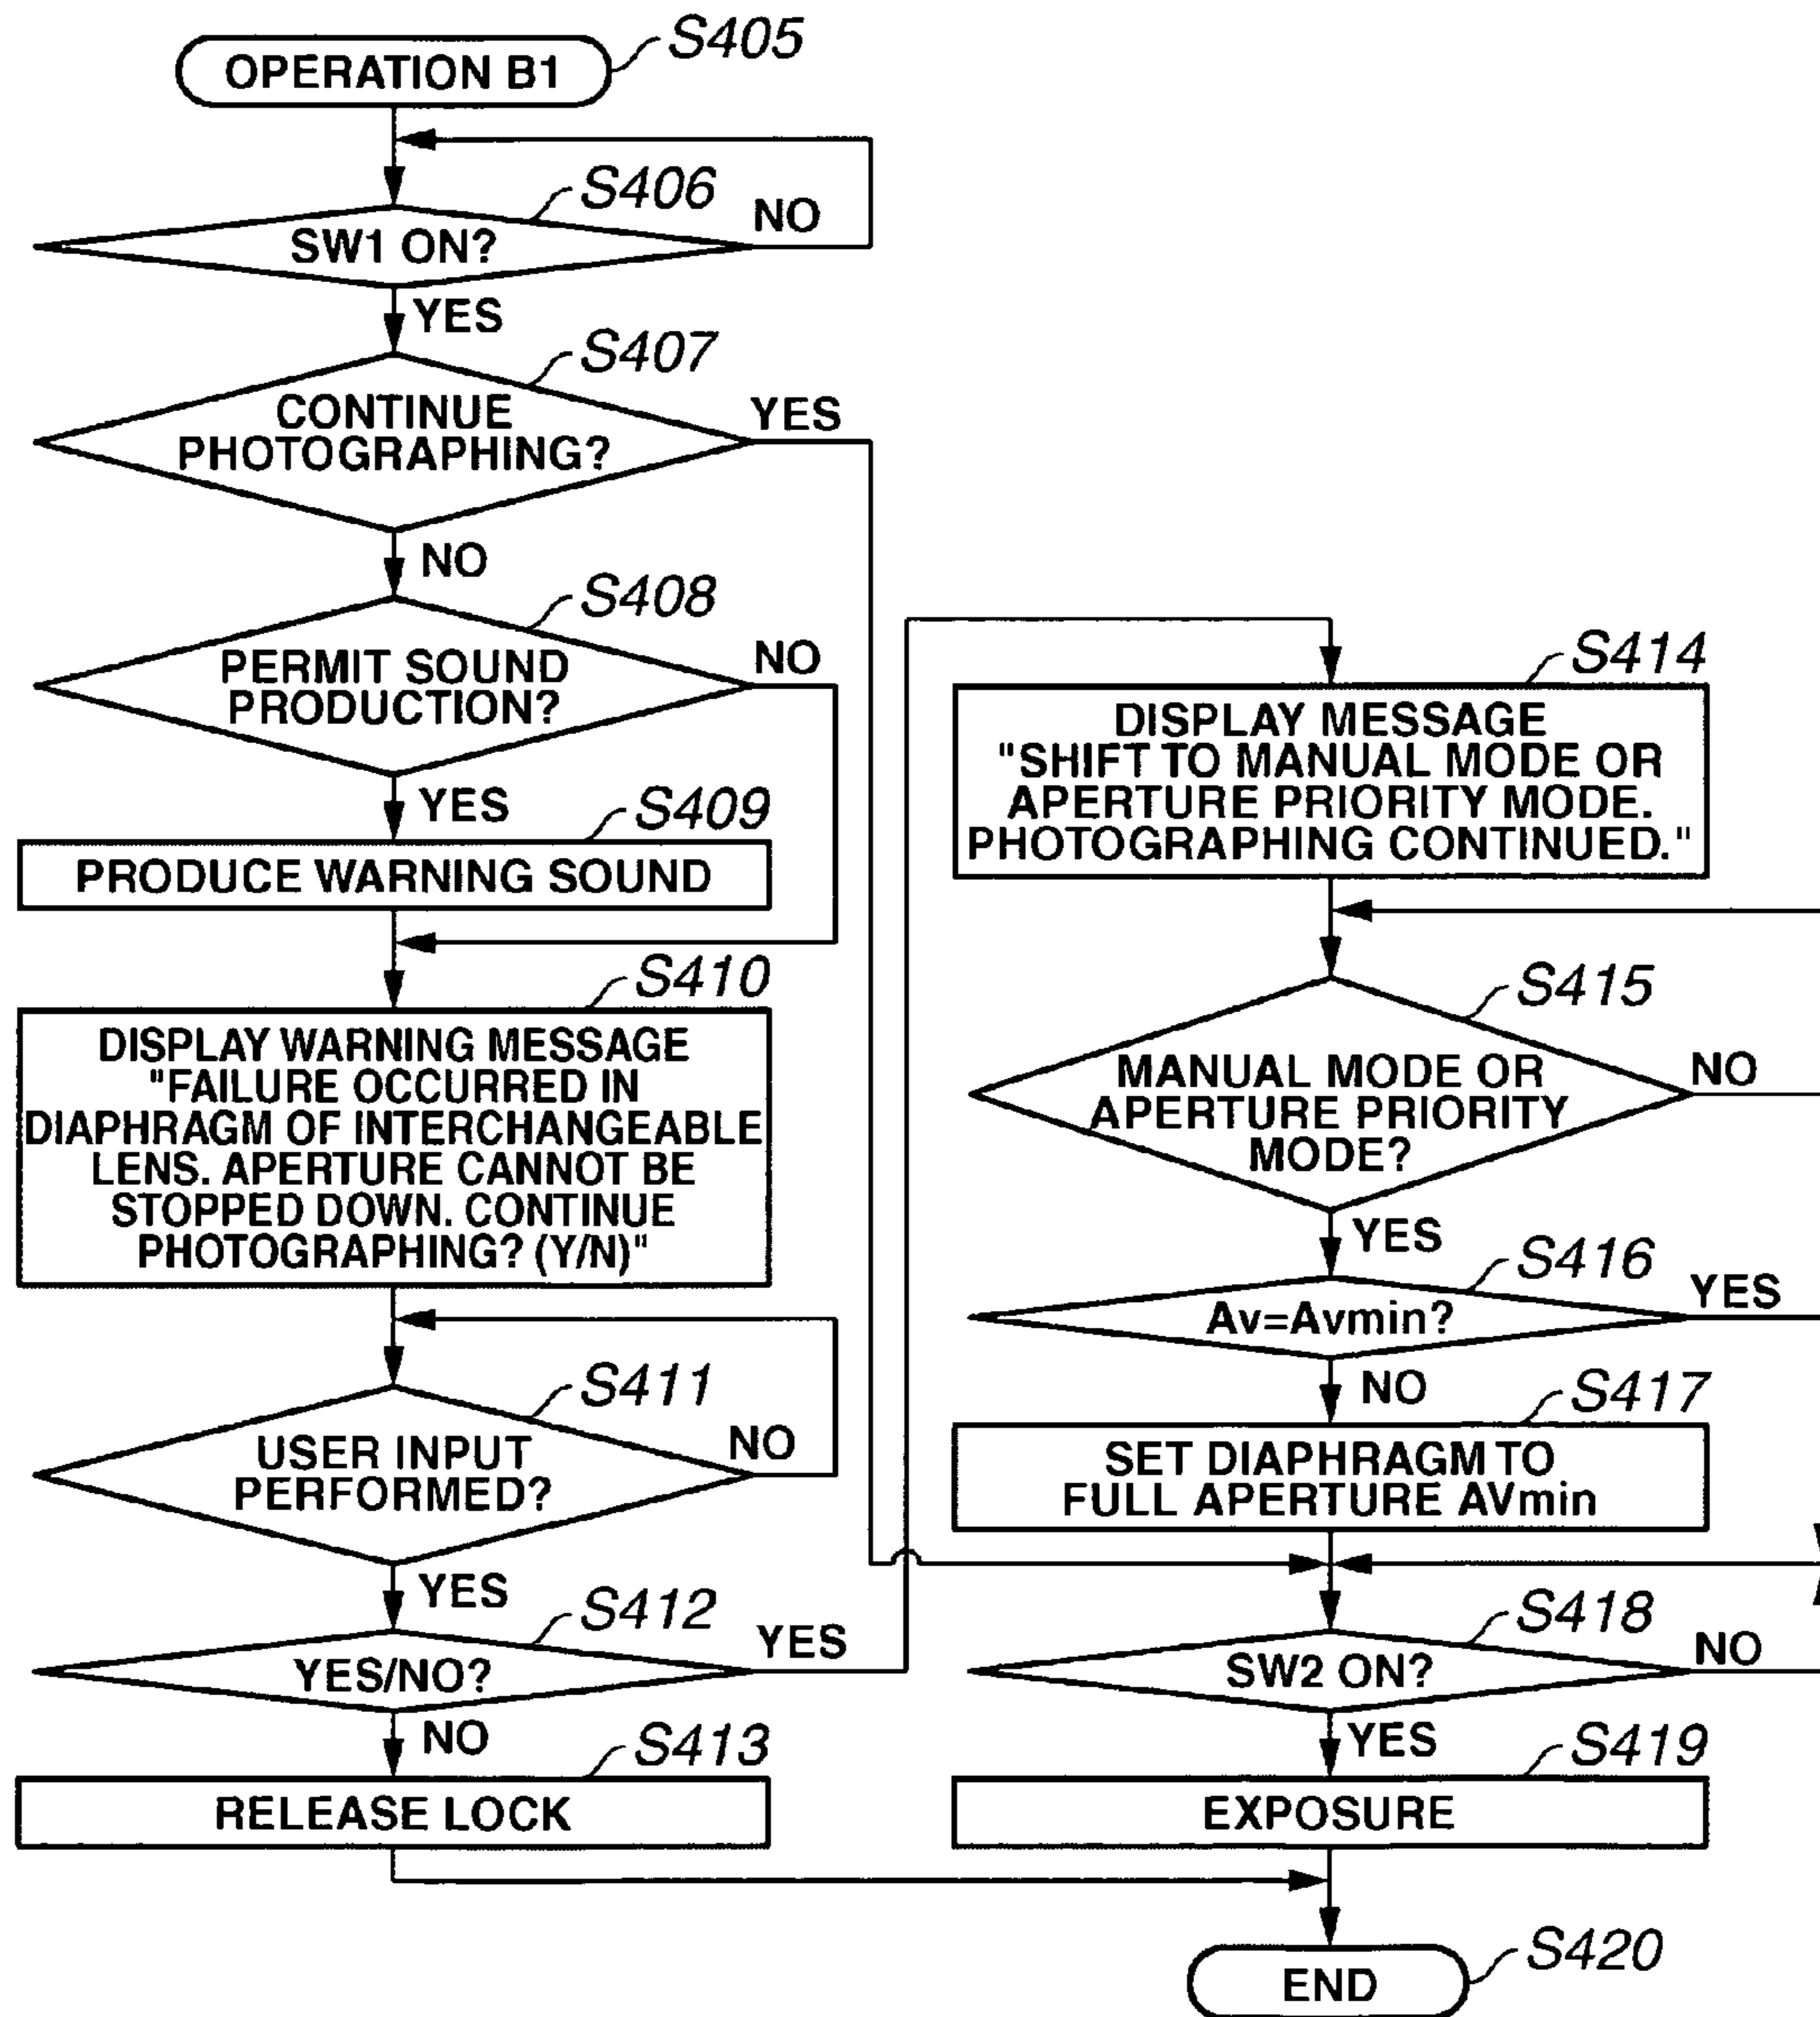 OPERATION B1
S405
S406
SW1 ON?
NO
YES
S407
CONTINUE
PHOTOGRAPHING?
YES
NO
S408
PERMIT SOUND
PRODUCTION?
NO
YES
S409
PRODUCE WARNING SOUND
S410
DISPLAY WARNING MESSAGE
"FAILURE OCCURRED IN
DIAPHRAGM OF INTERCHANGEABLE
LENS. APERTURE CANNOT BE
STOPPED DOWN. CONTINUE
PHOTOGRAPHING? (Y/N)"
S411
USER INPUT
PERFORMED?
NO
YES
S412
YES/NO?
YES
NO
S413
RELEASE LOCK
S414
DISPLAY MESSAGE
"SHIFT TO MANUAL MODE OR
APERTURE PRIORITY MODE.
PHOTOGRAPHING CONTINUED."
S415
MANUAL MODE OR
APERTURE PRIORITY
MODE?
NO
YES
S416
Av=Avmin?
YES
NO
S417
SET DIAPHRAGM TO
FULL APERTURE AVmin
S418
SW2 ON?
NO
YES
S419
EXPOSURE
S420
END